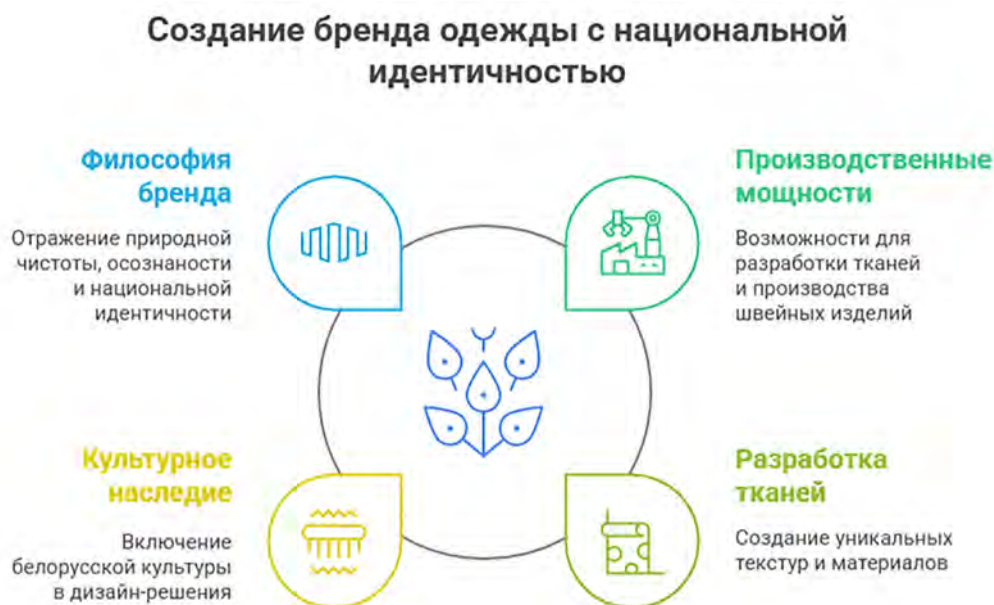 Создание бренда одежды с национальной
идентичностью
Философия
бренда
Отражение природной
чистоты, осознаности
и национальной
идентичности
Производственные
мощности
Возможности для
разработки тканей
и производства
швейных изделий
Культурное
наследие
Включение
белорусской культуры
в дизайн-решения
Разработка
тканей
Создание уникальных
текстур и материалов